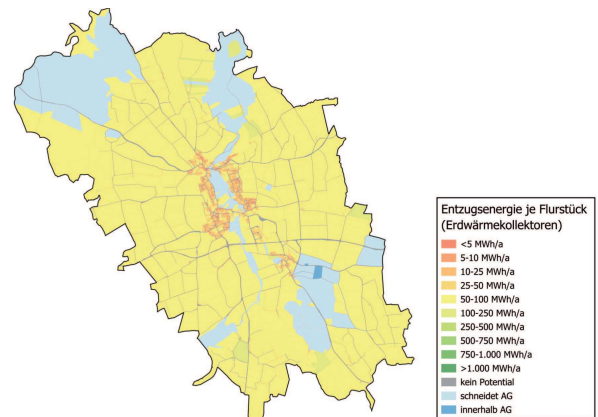 Entzugsenergie je Flurstück
(Erdwärmekollektoren)
<5 MWh/a
5-10 MWh/a
10-25 MWh/a
25-50 MWh/a
50-100 MWh/a
100-250 MWh/a
250-500 MWh/a
500-750 MWh/a
750-1.000 MWh/a
>1.000 MWh/a
kein Potential
schneidet AG
innerhalb AG